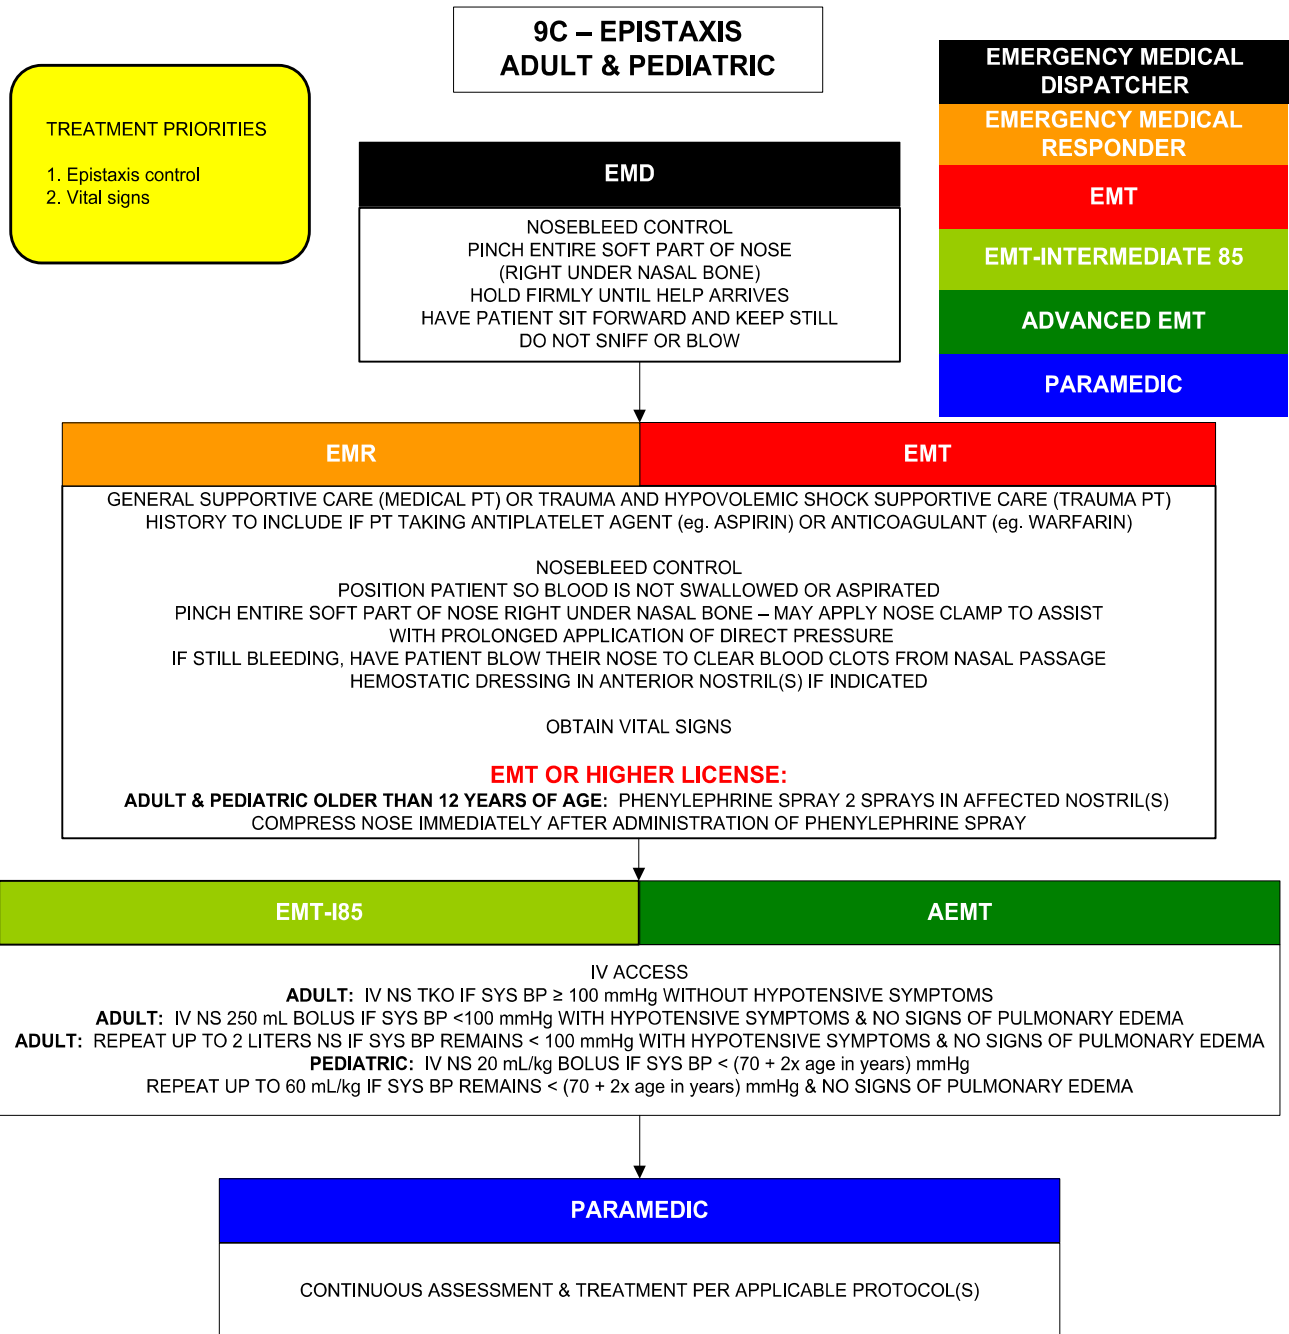 9C – EPISTAXIS
ADULT & PEDIATRIC
TREATMENT PRIORITIES
1. Epistaxis control
2. Vital signs
EMERGENCY MEDICAL
DISPATCHER
EMERGENCY MEDICAL
RESPONDER
EMT
EMT-INTERMEDIATE 85
ADVANCED EMT
PARAMEDIC
EMD
NOSEBLEED CONTROL
PINCH ENTIRE SOFT PART OF NOSE
(RIGHT UNDER NASAL BONE)
HOLD FIRMLY UNTIL HELP ARRIVES
HAVE PATIENT SIT FORWARD AND KEEP STILL
DO NOT SNIFF OR BLOW
EMR
EMT
GENERAL SUPPORTIVE CARE (MEDICAL PT) OR TRAUMA AND HYPOVOLEMIC SHOCK SUPPORTIVE CARE (TRAUMA PT)
HISTORY TO INCLUDE IF PT TAKING ANTIPLATELET AGENT (eg. ASPIRIN) OR ANTICOAGULANT (eg. WARFARIN)
NOSEBLEED CONTROL
POSITION PATIENT SO BLOOD IS NOT SWALLOWED OR ASPIRATED
PINCH ENTIRE SOFT PART OF NOSE RIGHT UNDER NASAL BONE – MAY APPLY NOSE CLAMP TO ASSIST
WITH PROLONGED APPLICATION OF DIRECT PRESSURE
IF STILL BLEEDING, HAVE PATIENT BLOW THEIR NOSE TO CLEAR BLOOD CLOTS FROM NASAL PASSAGE
HEMOSTATIC DRESSING IN ANTERIOR NOSTRIL(S) IF INDICATED
OBTAIN VITAL SIGNS
EMT OR HIGHER LICENSE:
ADULT & PEDIATRIC OLDER THAN 12 YEARS OF AGE: PHENYLEPHRINE SPRAY 2 SPRAYS IN AFFECTED NOSTRIL(S)
COMPRESS NOSE IMMEDIATELY AFTER ADMINISTRATION OF PHENYLEPHRINE SPRAY
EMT-I85
AEMT
IV ACCESS
ADULT: IV NS TKO IF SYS BP ≥ 100 mmHg WITHOUT HYPOTENSIVE SYMPTOMS
ADULT: IV NS 250 mL BOLUS IF SYS BP <100 mmHg WITH HYPOTENSIVE SYMPTOMS & NO SIGNS OF PULMONARY EDEMA
ADULT: REPEAT UP TO 2 LITERS NS IF SYS BP REMAINS < 100 mmHg WITH HYPOTENSIVE SYMPTOMS & NO SIGNS OF PULMONARY EDEMA
PEDIATRIC: IV NS 20 mL/kg BOLUS IF SYS BP < (70 + 2x age in years) mmHg
REPEAT UP TO 60 mL/kg IF SYS BP REMAINS < (70 + 2x age in years) mmHg & NO SIGNS OF PULMONARY EDEMA
PARAMEDIC
CONTINUOUS ASSESSMENT & TREATMENT PER APPLICABLE PROTOCOL(S)